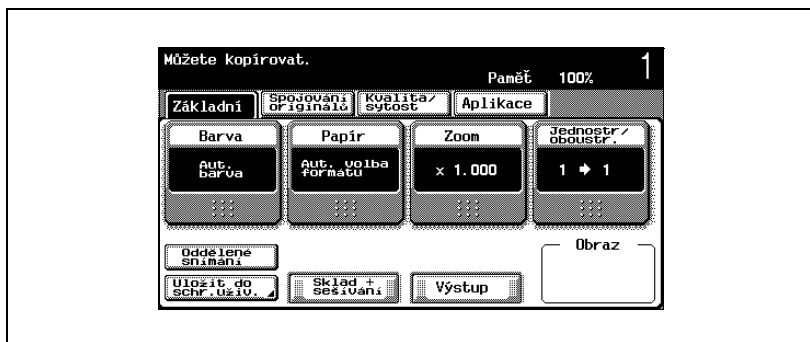 Můžete kopírovat.
Paměť 100% 1
Základní
Spojování
originálů
Kvalita/
sytost
Aplikace
Barva
Papír
Zoom
Jednostr/
oboustr.
Aut.
barva
Aut. volba
formátu
x 1.000
1 ➜ 1
Oddělené
snímání
Obraz
Uložit do
schr.uživ.
Sklad +
sešívání
Výstup